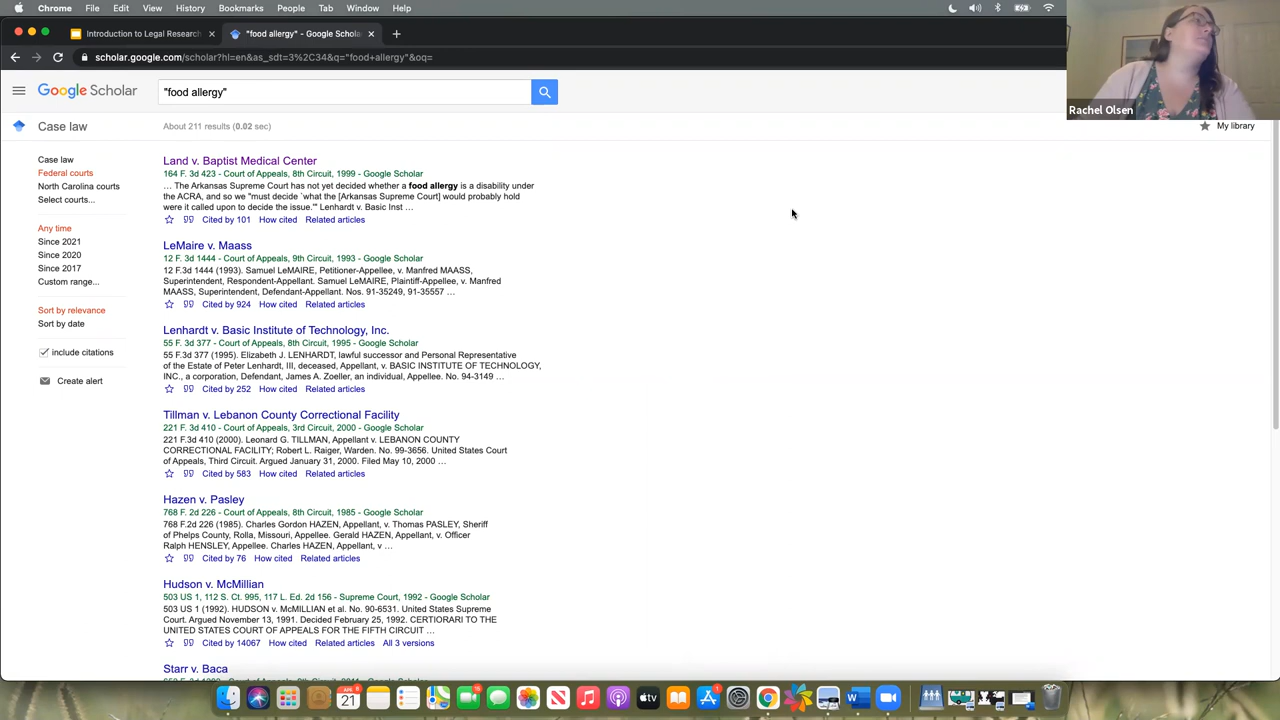 Chrome File Edit View History Bookmarks People Tab Window Help
Introduction to Legal Research × "food allergy" - Google Schola × +
scholar.google.com/scholar?hl=en&as_sdt=3%2C34&q="food+allergy"&oq=
Google Scholar "food allergy"
Rachel Olsen
Case law About 211 results (0.02 sec) My library
Case law
Federal courts
North Carolina courts
Select courts...
Any time
Since 2021
Since 2020
Since 2017
Custom range...
Sort by relevance
Sort by date
include citations
Create alert
Land v. Baptist Medical Center
164 F. 3d 423 - Court of Appeals, 8th Circuit, 1999 - Google Scholar
… The Arkansas Supreme Court has not yet decided whether a food allergy is a disability under
the ACRA, and so we "must decide `what the [Arkansas Supreme Court] would probably hold
were it called upon to decide the issue.'" Lenhardt v. Basic Inst …
Cited by 101 How cited Related articles
LeMaire v. Maass
12 F. 3d 1444 - Court of Appeals, 9th Circuit, 1993 - Google Scholar
12 F.3d 1444 (1993). Samuel LeMAIRE, Petitioner-Appellee, v. Manfred MAASS,
Superintendent, Respondent-Appellant. Samuel LeMAIRE, Plaintiff-Appellee, v. Manfred
MAASS, Superintendent, Defendant-Appellant. Nos. 91-35249, 91-35557 …
Cited by 924 How cited Related articles
Lenhardt v. Basic Institute of Technology, Inc.
55 F. 3d 377 - Court of Appeals, 8th Circuit, 1995 - Google Scholar
55 F.3d 377 (1995). Elizabeth J. LENHARDT, lawful successor and Personal Representative
of the Estate of Peter Lenhardt, III, deceased, Appellant, v. BASIC INSTITUTE OF TECHNOLOGY,
INC., a corporation, Defendant, James A. Zoeller, an individual, Appellee. No. 94-3149 …
Cited by 252 How cited Related articles
Tillman v. Lebanon County Correctional Facility
221 F. 3d 410 - Court of Appeals, 3rd Circuit, 2000 - Google Scholar
221 F.3d 410 (2000). Leonard G. TILLMAN, Appellant v. LEBANON COUNTY
CORRECTIONAL FACILITY; Robert L. Raiger, Warden. No. 99-3656. United States Court
of Appeals, Third Circuit. Argued January 31, 2000. Filed May 10, 2000 …
Cited by 583 How cited Related articles
Hazen v. Pasley
768 F. 2d 226 - Court of Appeals, 8th Circuit, 1985 - Google Scholar
768 F.2d 226 (1985). Charles Gordon HAZEN, Appellant, v. Thomas PASLEY, Sheriff
of Phelps County, Rolla, Missouri, Appellee. Gerald HAZEN, Appellant, v. Officer
Ralph HENSLEY, Appellee. Charles HAZEN, Appellant, v …
Cited by 76 How cited Related articles
Hudson v. McMillian
503 US 1, 112 S. Ct. 995, 117 L. Ed. 2d 156 - Supreme Court, 1992 - Google Scholar
503 US 1 (1992). HUDSON v. McMILLIAN et al. No. 90-6531. United States Supreme
Court. Argued November 13, 1991. Decided February 25, 1992. CERTIORARI TO THE
UNITED STATES COURT OF APPEALS FOR THE FIFTH CIRCUIT …
Cited by 14067 How cited Related articles All 3 versions
Starr v. Baca
21